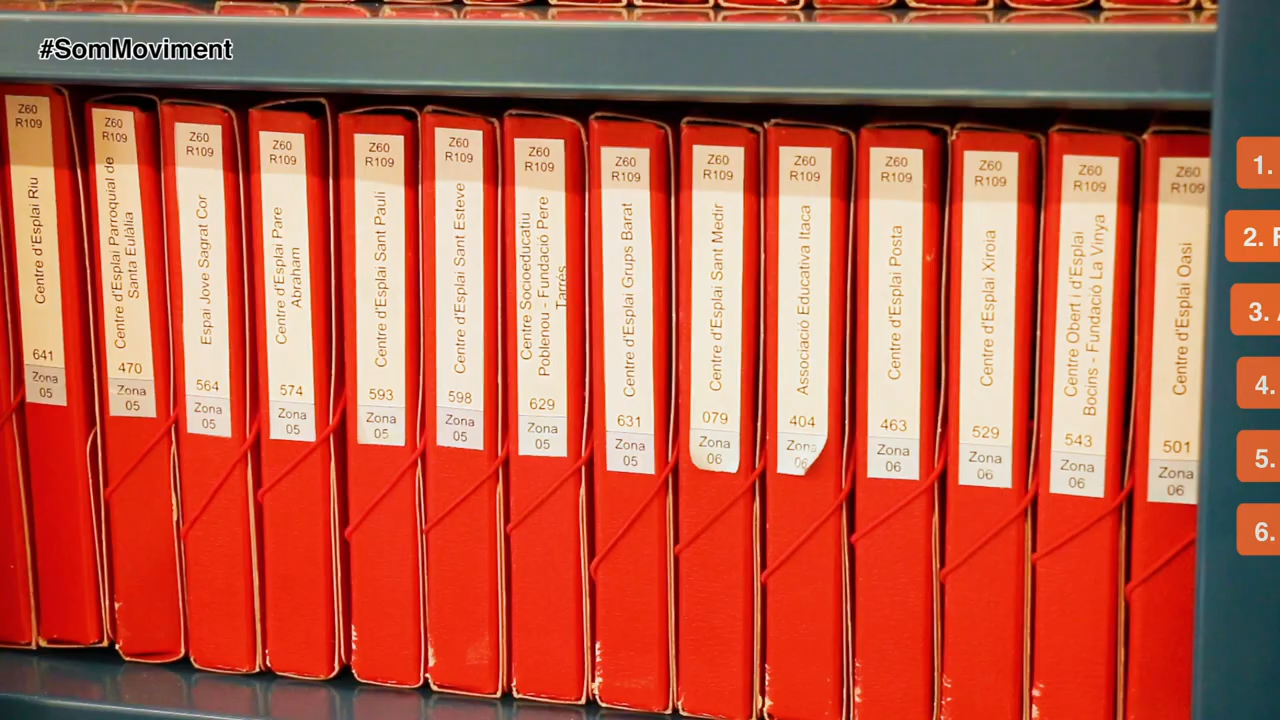 #SomMoviment
Z60
R109
Centre d'Esplai Riu
641
Zona
05
Z60
R109
Centre d'Esplai Parroquial de
Santa Eulàlia
470
Zona
05
Z60
R109
Espai Jove Sagrat Cor
564
Zona
05
Z60
R109
Centre d'Esplai Pare
Abraham
574
Zona
05
Z60
R109
Centre d'Esplai Sant Paulí
593
Zona
05
Z60
R109
Centre d'Esplai Sant Esteve
598
Zona
05
Z60
R109
Centre Socioeducatiu
Poblenou - Fundació Pere
Tarrés
629
Zona
05
Z60
R109
Centre d'Esplai Grups Barat
631
Zona
05
Z60
R109
Centre d'Esplai Sant Medir
079
Zona
06
Z60
R109
Associació Educativa Itaca
404
Zona
06
Z60
R109
Centre d'Esplai Posta
463
Zona
06
Z60
R109
Centre d'Esplai Xiroia
529
Zona
06
Z60
R109
Centre Obert i d'Esplai
Bocins - Fundació La Vinya
543
Zona
06
Z60
R109
Centre d'Esplai Oasi
501
Zona
06
1.
2.
3.
4.
5.
6.